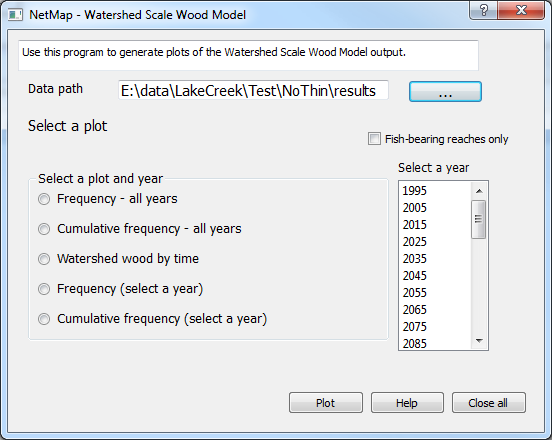 NetMap - Watershed Scale Wood Model
?
Use this program to generate plots of the Watershed Scale Wood Model output.
Data path
E:\data\LakeCreek\Test\NoThin\results
...
Select a plot
Fish-bearing reaches only
Select a year
Select a plot and year
Frequency - all years
Cumulative frequency - all years
Watershed wood by time
Frequency (select a year)
Cumulative frequency (select a year)
1995
2005
2015
2025
2035
2045
2055
2065
2075
2085
Plot
Help
Close all